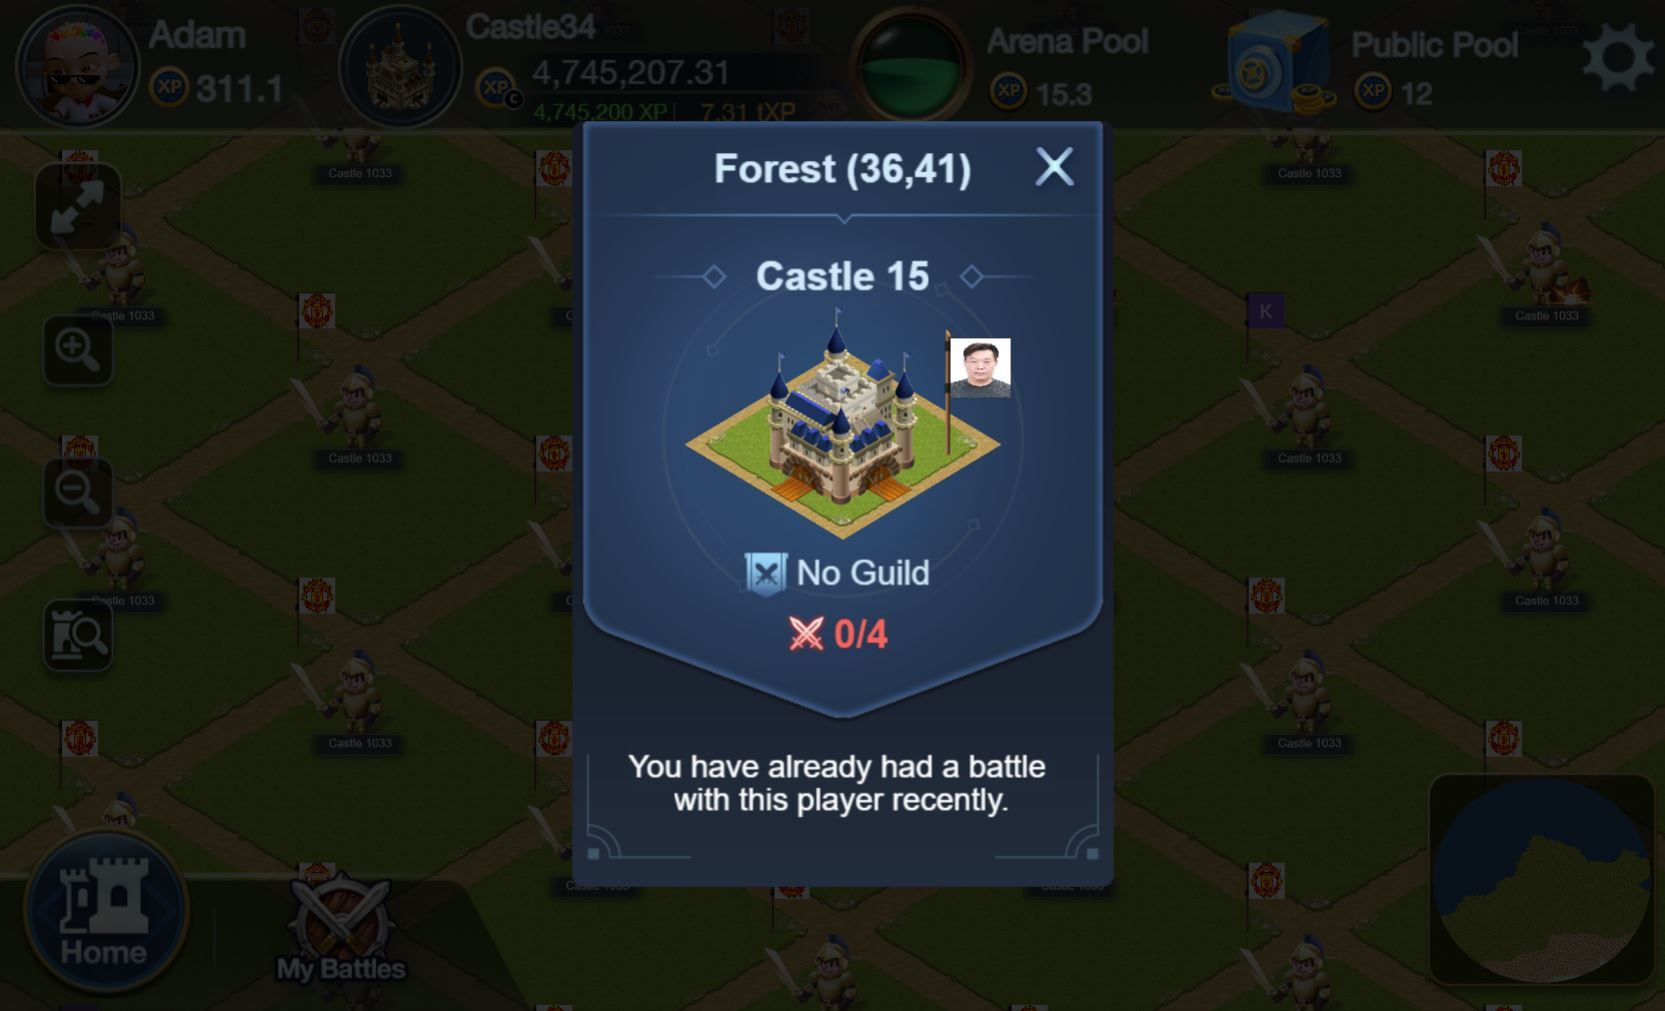 Adam
XP 311.1
Castle34
XP C 4,745,207.31
4,745,200 XP | 7.31 tXP
Arena Pool
XP 15.3
Public Pool
XP 12
Forest (36,41)
Castle 15
No Guild
0/4
You have already had a battle
with this player recently.
Castle 1033
Castle 1033
Castle 1033
Castle 1033
K
Castle 1033
Castle 1033
Castle 1033
Castle 1033
Castle 1033
Castle 1033
Castle 1033
Castle 1033
Home
My Battles